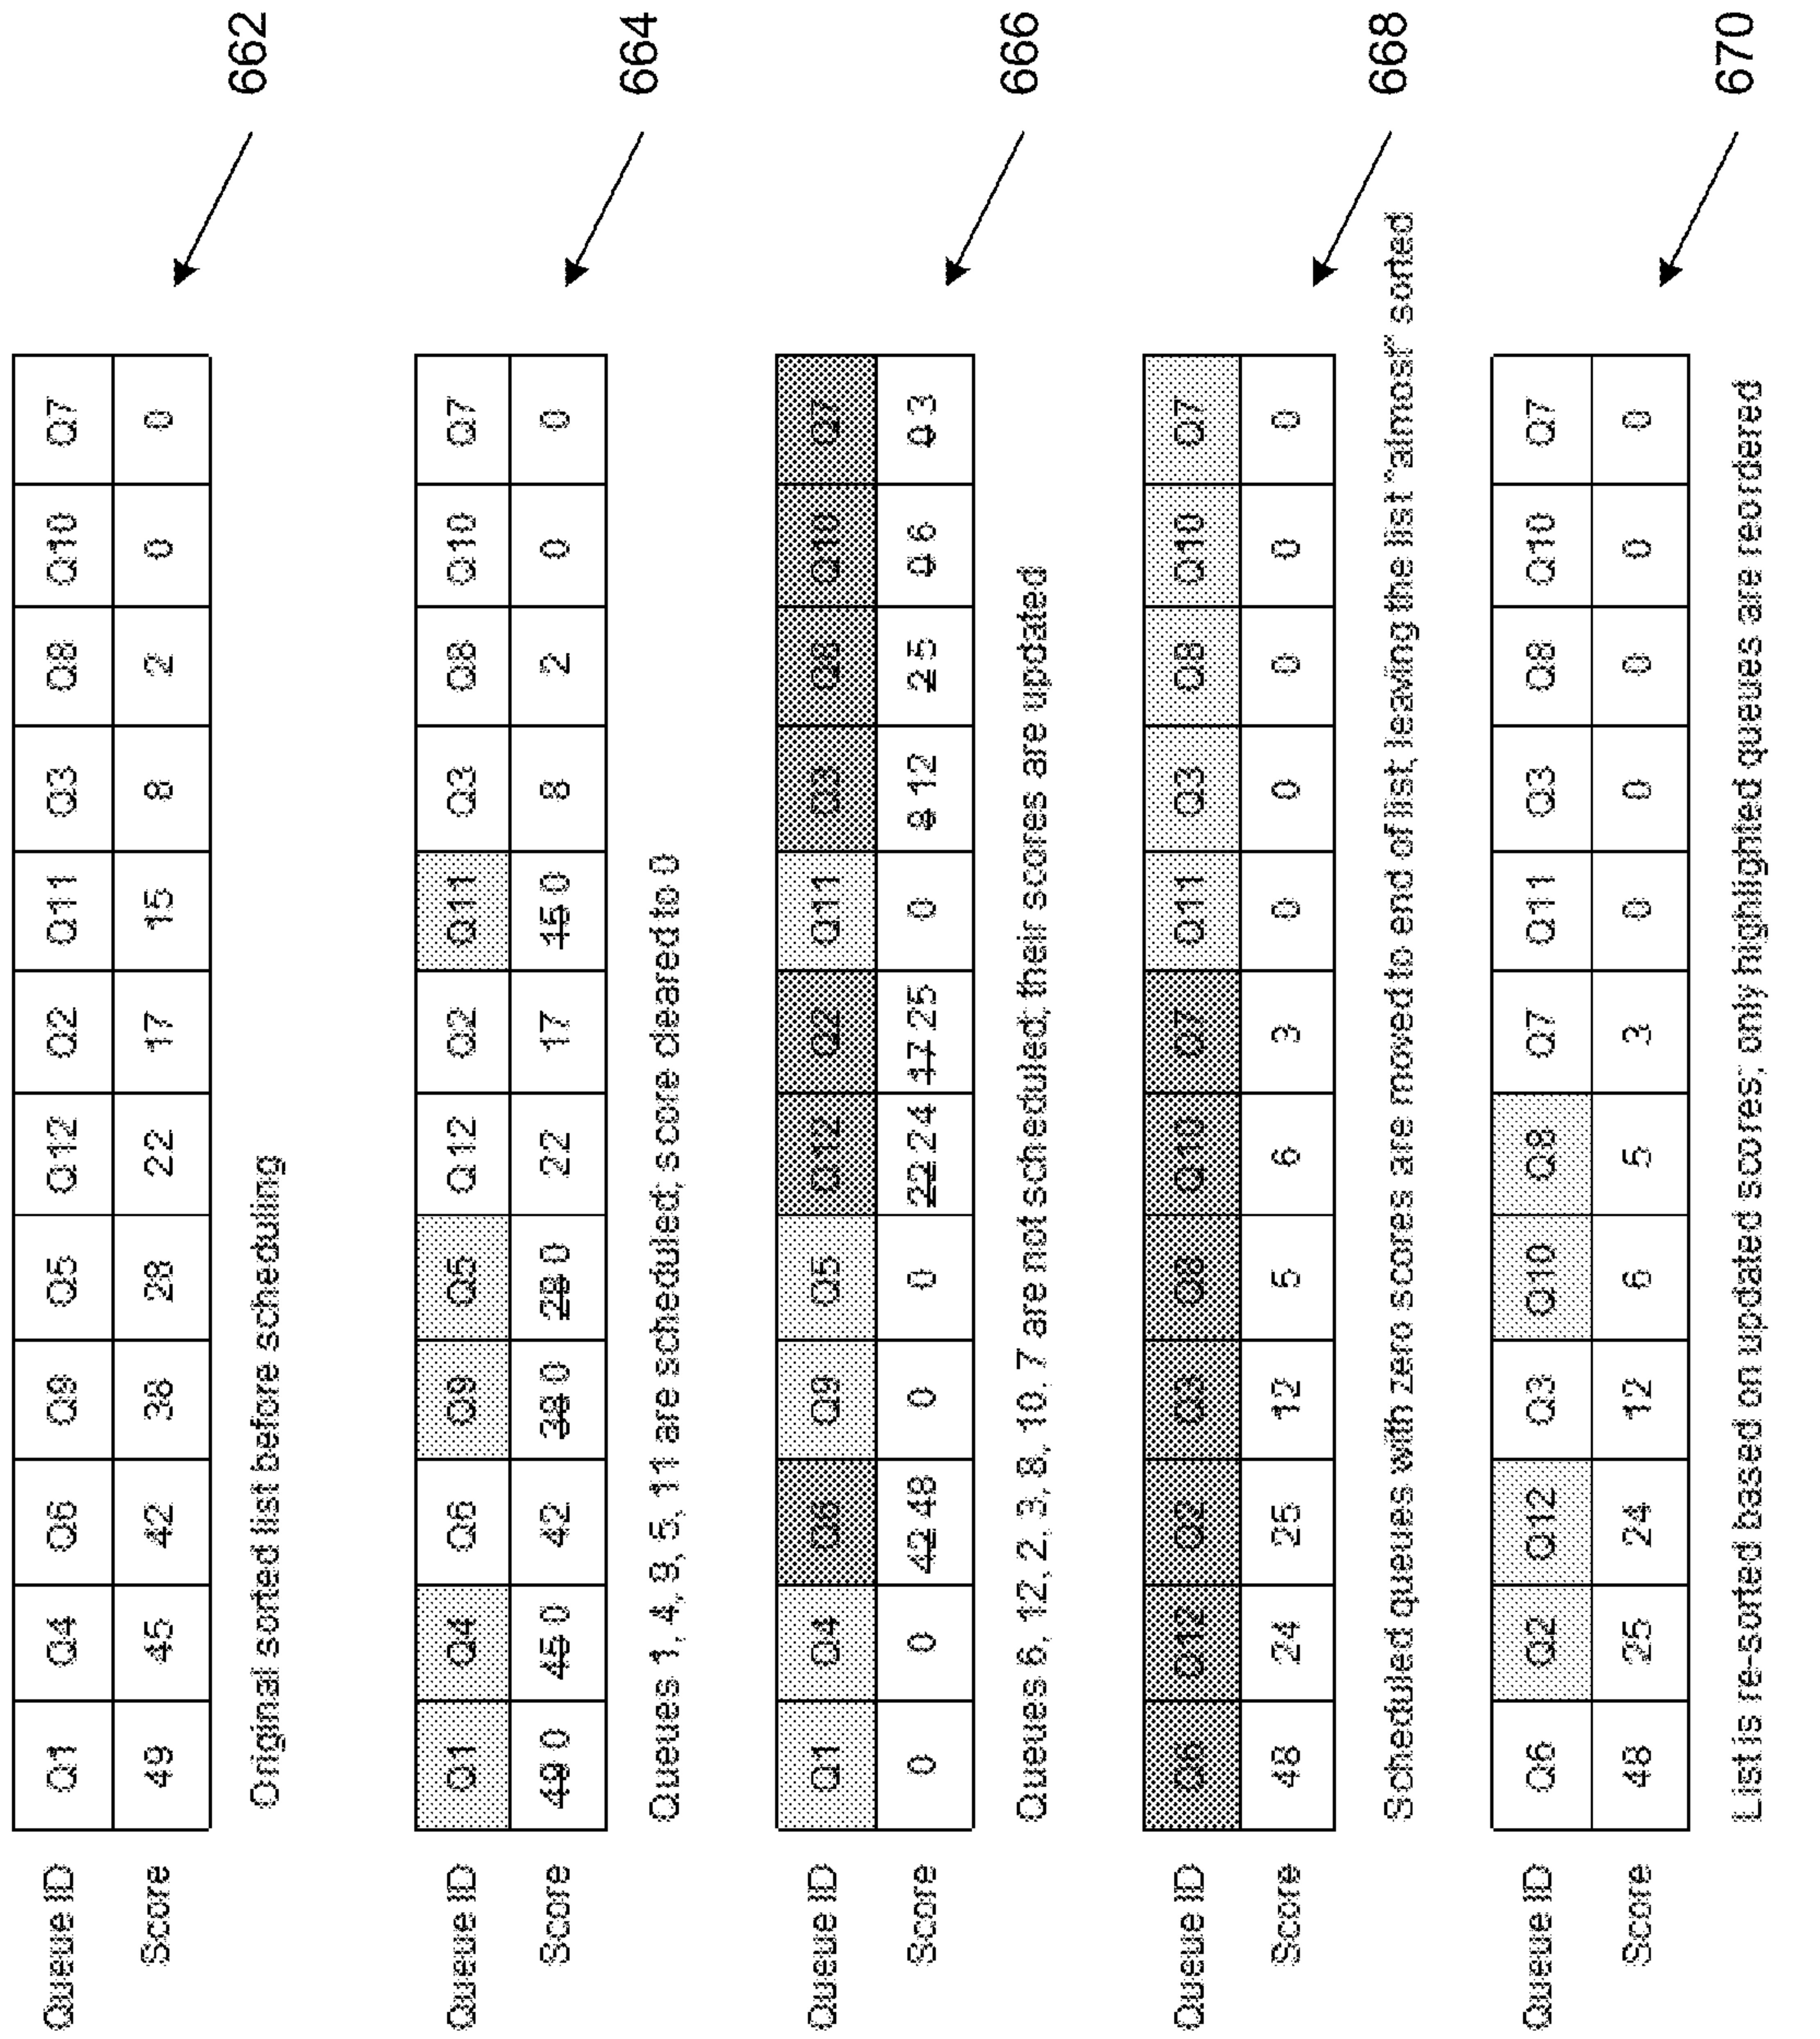 Queue ID Q1 Q4 Q6 Q9 Q5 Q12 Q2 Q11 Q3 Q8 Q10 Q7
Score 49 45 42 38 28 22 17 15 8 2 0 0
662
Original sorted list before scheduling
Queue ID Q1 Q4 Q6 Q9 Q5 Q12 Q2 Q11 Q3 Q8 Q10 Q7
Score 49 0 45 0 42 38 0 28 0 22 17 15 0 8 2 0 0
664
Queues 1, 4, 9, 5, 11 are scheduled; score cleared to 0
Queue ID Q1 Q4 Q6 Q9 Q5 Q12 Q2 Q11 Q3 Q8 Q10 Q7
Score 0 0 42 48 0 0 22 24 17 25 0 8 12 2 5 0 6 0 3
666
Queues 6, 12, 2, 3, 8, 10, 7 are not scheduled; their scores are updated
Queue ID Q6 Q12 Q2 Q3 Q8 Q10 Q7 Q11 Q3 Q8 Q10 Q7
Score 48 24 25 12 5 6 3 0 0 0 0 0
668
Scheduled queues with zero scores are moved to end of list, leaving the list "almost" sorted
Queue ID Q6 Q2 Q12 Q3 Q10 Q8 Q7 Q11 Q3 Q8 Q10 Q7
Score 48 25 24 12 6 5 3 0 0 0 0 0
670
List is re-sorted based on updated scores; only highlighted queues are reordered